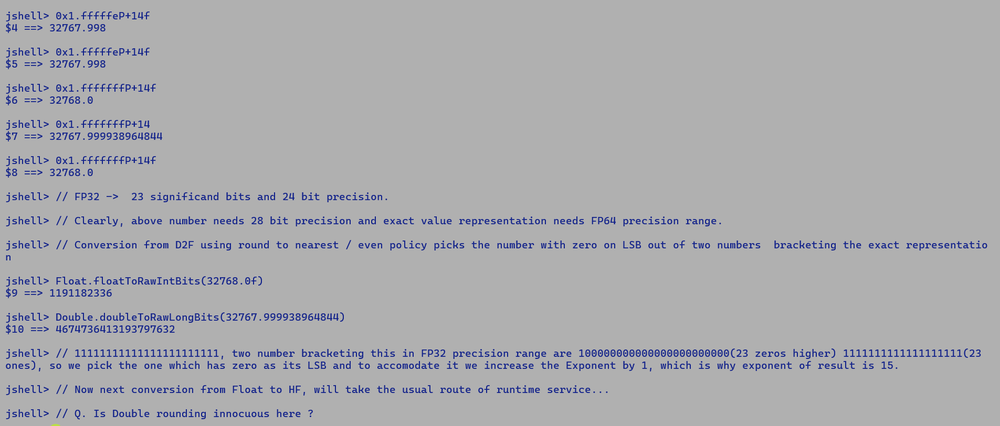 jshell> 0x1.fffffeP+14f
$4 ==> 32767.998
jshell> 0x1.fffffeP+14f
$5 ==> 32767.998
jshell> 0x1.fffffffP+14f
$6 ==> 32768.0
jshell> 0x1.fffffffP+14
$7 ==> 32767.999938964844
jshell> 0x1.fffffffP+14f
$8 ==> 32768.0
jshell> // FP32 ->  23 significand bits and 24 bit precision.
jshell> // Clearly, above number needs 28 bit precision and exact value representation needs FP64 precision range.
jshell> // Conversion from D2F using round to nearest / even policy picks the number with zero on LSB out of two numbers  bracketing the exact representatio
n
jshell> Float.floatToRawIntBits(32768.0f)
$9 ==> 1191182336
jshell> Double.doubleToRawLongBits(32767.999938964844)
$10 ==> 4674736413193797632
jshell> // 11111111111111111111111, two number bracketing this in FP32 precision range are 100000000000000000000000(23 zeros higher) 1111111111111111111(23
ones), so we pick the one which has zero as its LSB and to accomodate it we increase the Exponent by 1, which is why exponent of result is 15.
jshell> // Now next conversion from Float to HF, will take the usual route of runtime service...
jshell> // Q. Is Double rounding innocuous here ?